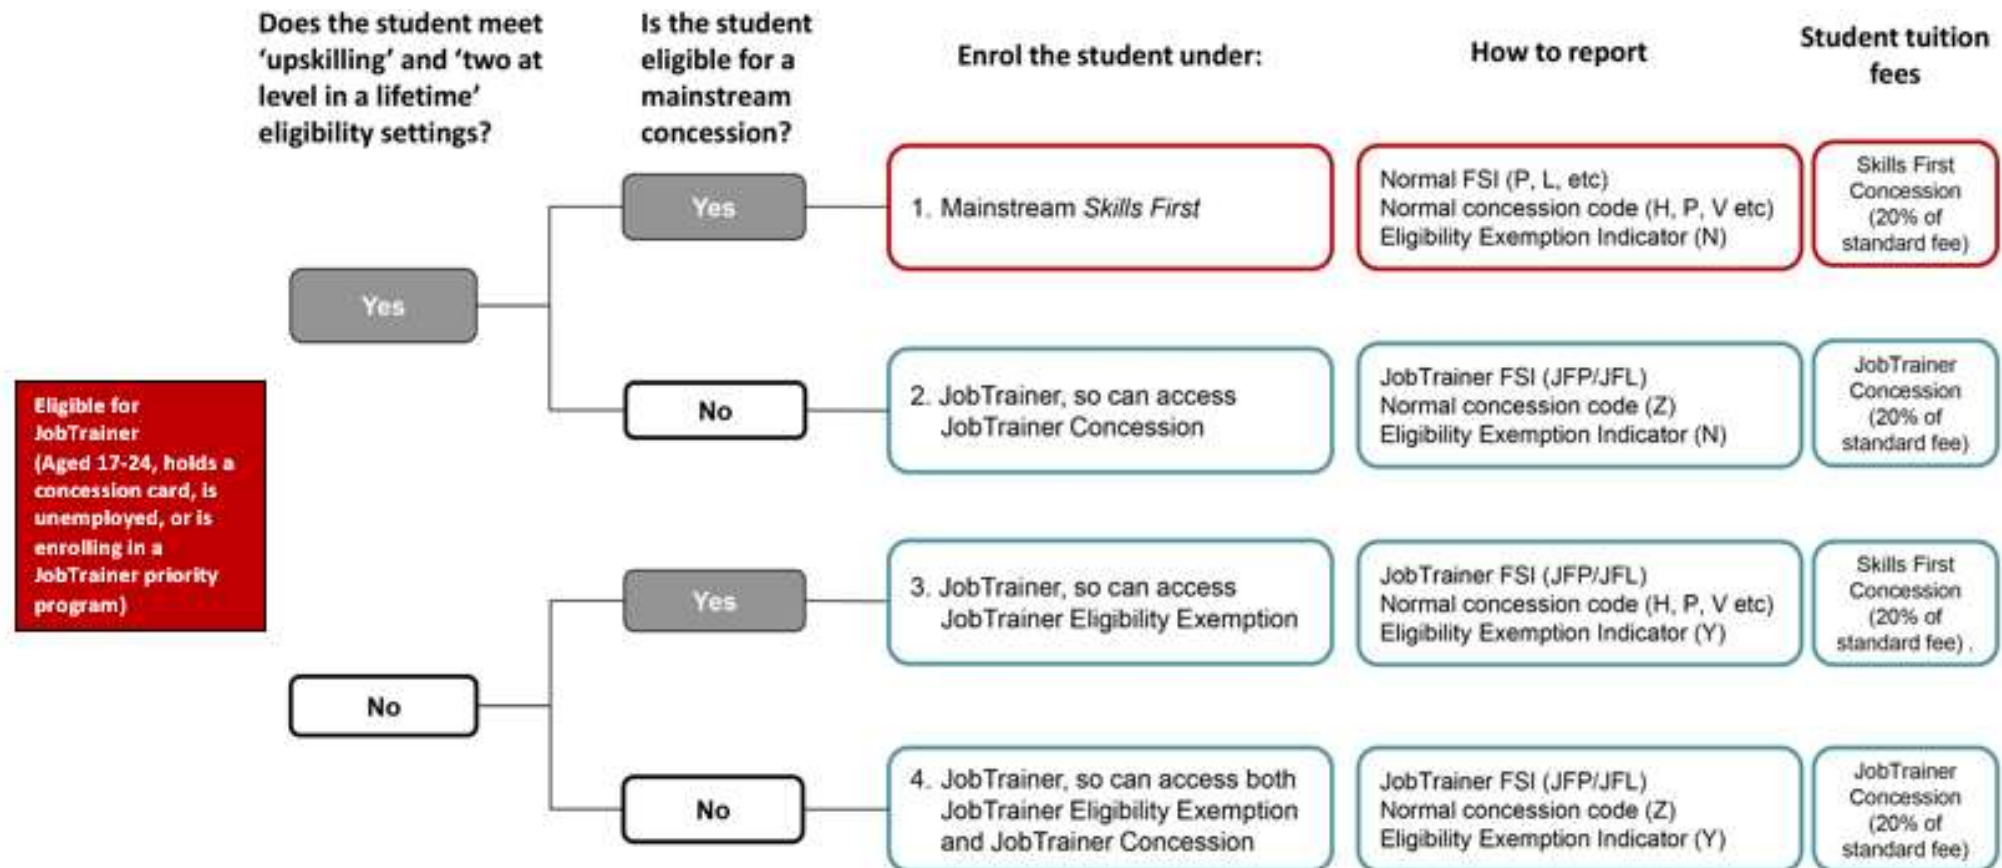 Does the student meet
‘upskilling’ and ‘two at
level in a lifetime’
eligibility settings?
Is the student
eligible for a
mainstream
concession?
Enrol the student under:
How to report
Student tuition
fees
Eligible for
JobTrainer
(Aged 17-24, holds a
concession card, is
unemployed, or is
enrolling in a
JobTrainer priority
program)
Yes
Yes
1. Mainstream Skills First
Normal FSI (P, L, etc)
Normal concession code (H, P, V etc)
Eligibility Exemption Indicator (N)
Skills First
Concession
(20% of
standard fee)
No
2. JobTrainer, so can access
JobTrainer Concession
JobTrainer FSI (JFP/JFL)
Normal concession code (Z)
Eligibility Exemption Indicator (N)
JobTrainer
Concession
(20% of
standard fee)
No
Yes
3. JobTrainer, so can access
JobTrainer Eligibility Exemption
JobTrainer FSI (JFP/JFL)
Normal concession code (H, P, V etc)
Eligibility Exemption Indicator (Y)
Skills First
Concession
(20% of
standard fee) .
No
4. JobTrainer, so can access both
JobTrainer Eligibility Exemption
and JobTrainer Concession
JobTrainer FSI (JFP/JFL)
Normal concession code (Z)
Eligibility Exemption Indicator (Y)
JobTrainer
Concession
(20% of
standard fee)